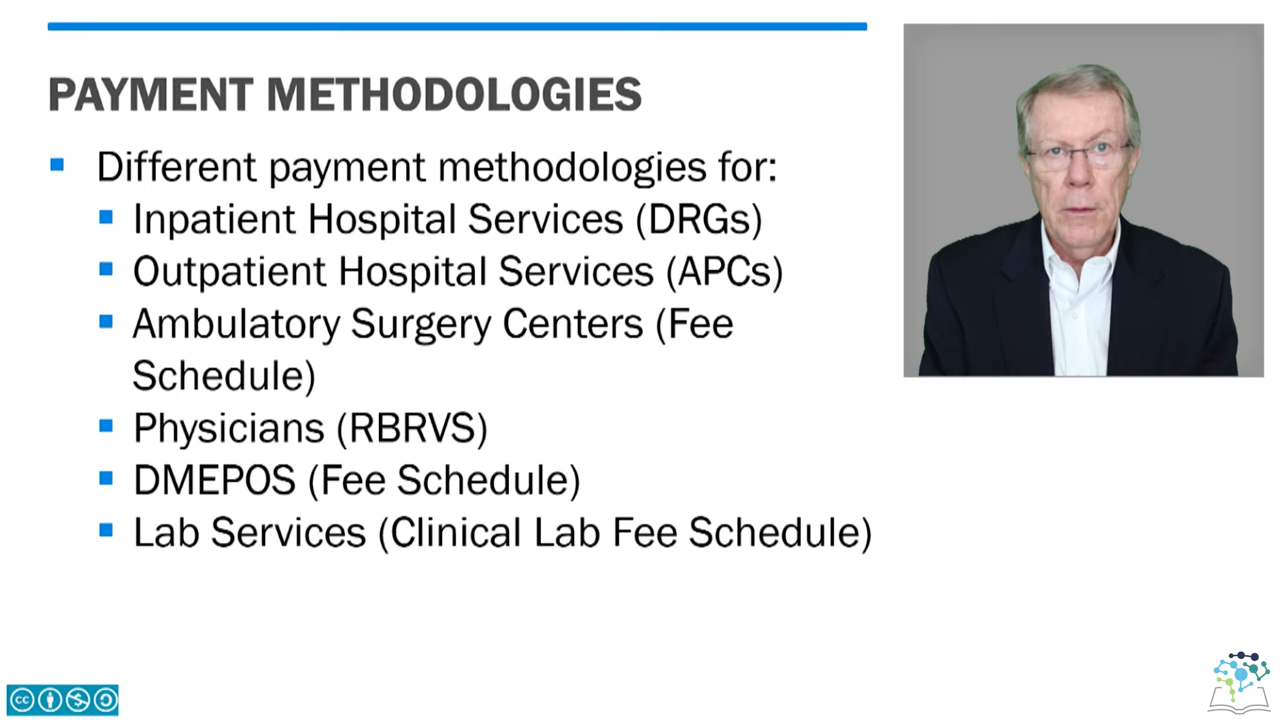 PAYMENT METHODOLOGIES
Different payment methodologies for:
Inpatient Hospital Services (DRGs)
Outpatient Hospital Services (APCs)
Ambulatory Surgery Centers (Fee
Schedule)
Physicians (RBRVS)
DMEPOS (Fee Schedule)
Lab Services (Clinical Lab Fee Schedule)
cc